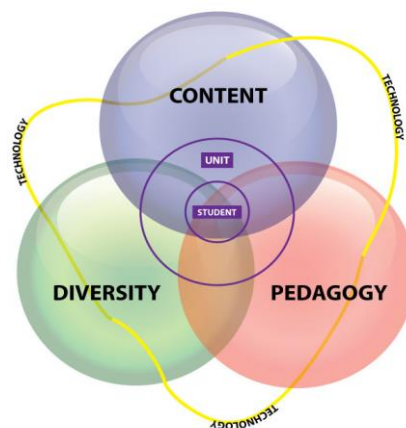 CONTENT
TECHNOLOGY
TECHNOLOGY
UNIT
STUDENT
DIVERSITY
PEDAGOGY
TECHNOLOGY